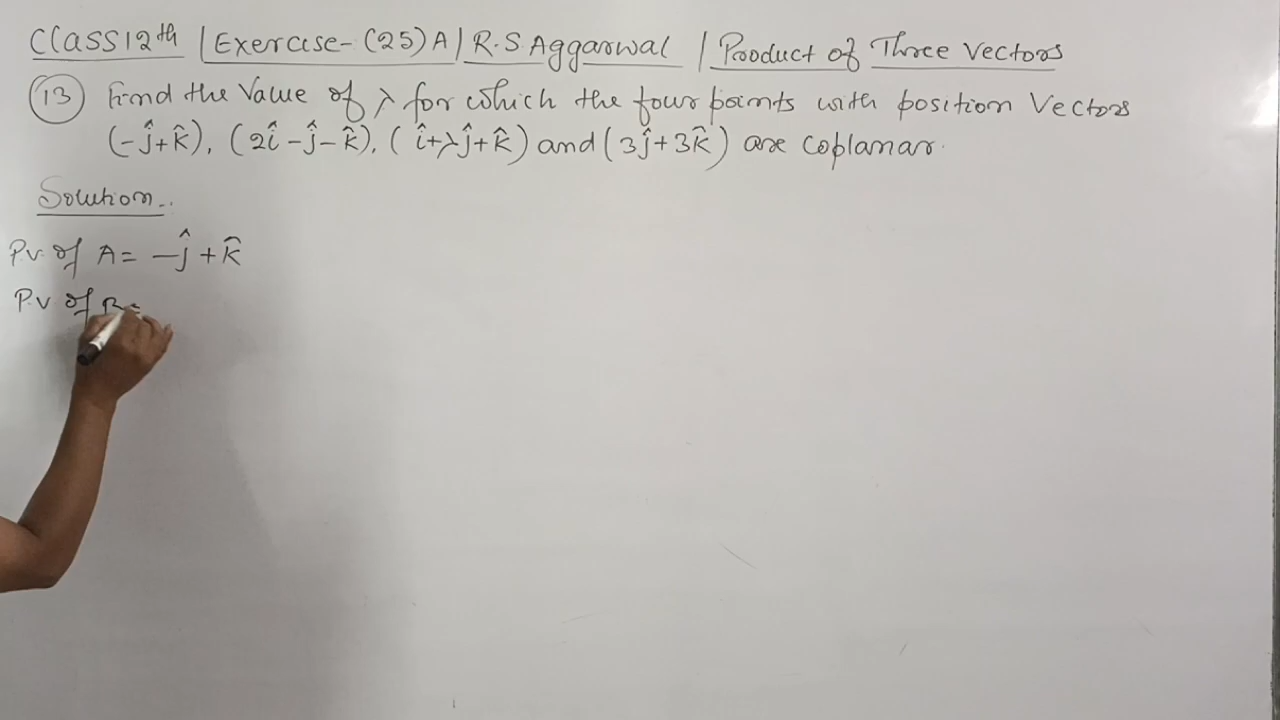 Class 12th | Exercise-(25)A | R.S Aggarwal | Product of Three Vectors
(13) Find the Value of λ for which the four points with position Vectors
(-ĵ+k̂), (2î-ĵ-k̂), (î+λĵ+k̂) and (3ĵ+3k̂) are coplanar.
Solution..
P.v. of A = -ĵ + k̂
P.v of B=